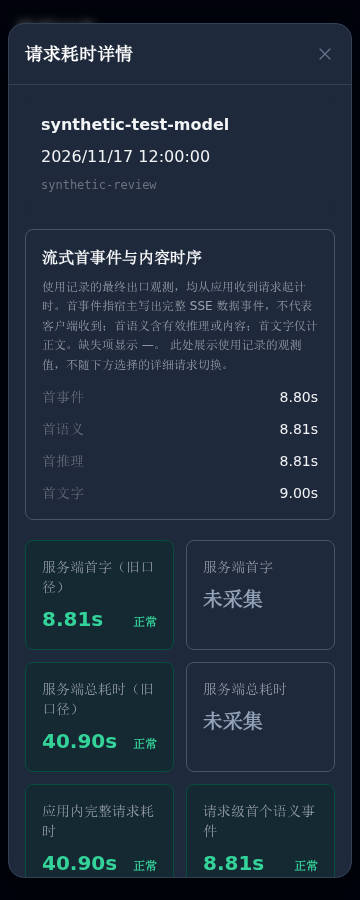 请求耗时详情
synthetic-test-model
2026/11/17 12:00:00
synthetic-review
流式首事件与内容时序
使用记录的最终出口观测，均从应用收到请求起计
时。首事件指宿主写出完整 SSE 数据事件，不代表
客户端收到；首语义含有效推理或内容；首文字仅计
正文。缺失项显示 —。 此处展示使用记录的观测
值，不随下方选择的详细请求切换。
首事件 8.80s
首语义 8.81s
首推理 8.81s
首文字 9.00s
服务端首字（旧口
径）
8.81s 正常
服务端首字
未采集
服务端总耗时（旧
口径）
40.90s 正常
服务端总耗时
未采集
应用内完整请求耗
时
40.90s 正常
请求级首个语义事
件
8.81s 正常